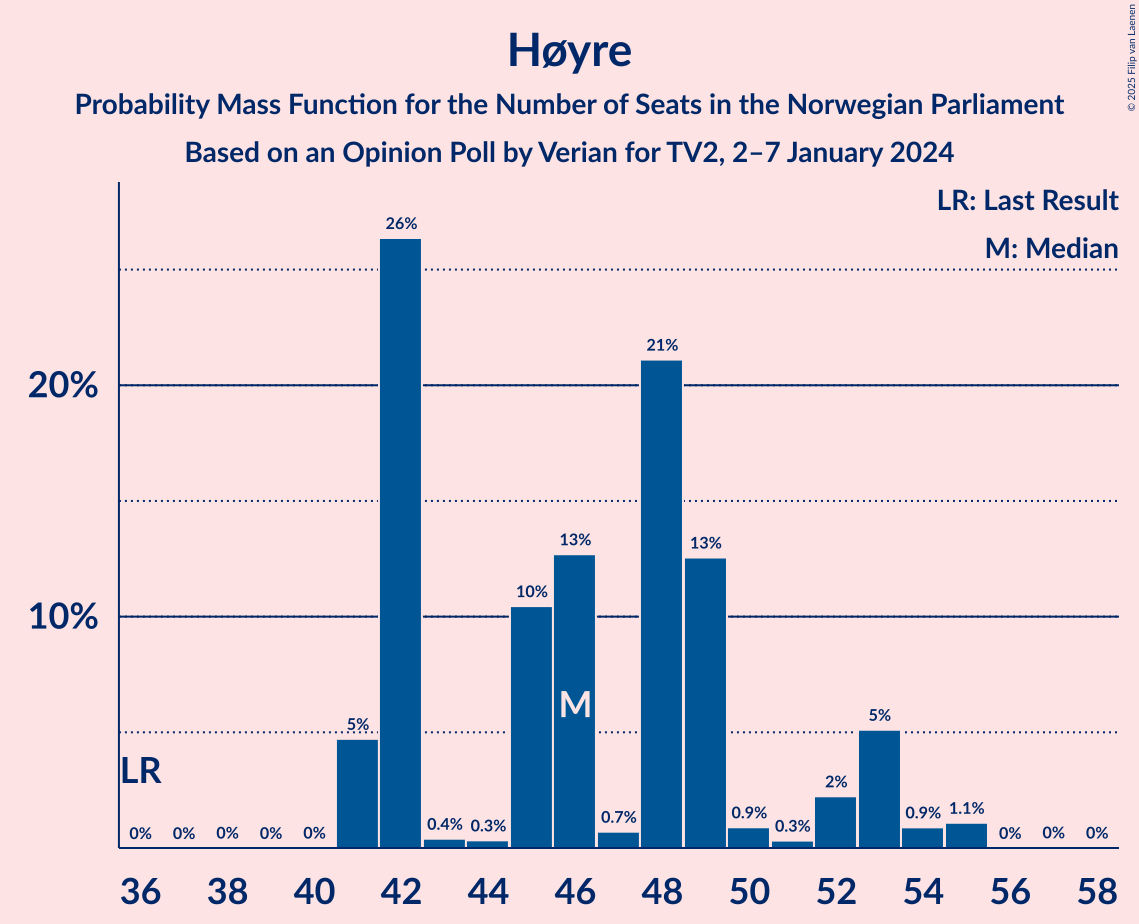 Høyre
Probability Mass Function for the Number of Seats in the Norwegian Parliament
Based on an Opinion Poll by Verian for TV2, 2–7 January 2024
© 2025 Filip van Laenen
LR: Last Result
M: Median
20%
10%
LR
M
0%
0%
0%
0%
0%
5%
26%
0.4%
0.3%
10%
13%
0.7%
21%
13%
0.9%
0.3%
2%
5%
0.9%
1.1%
0%
0%
0%
36 38 40 42 44 46 48 50 52 54 56 58